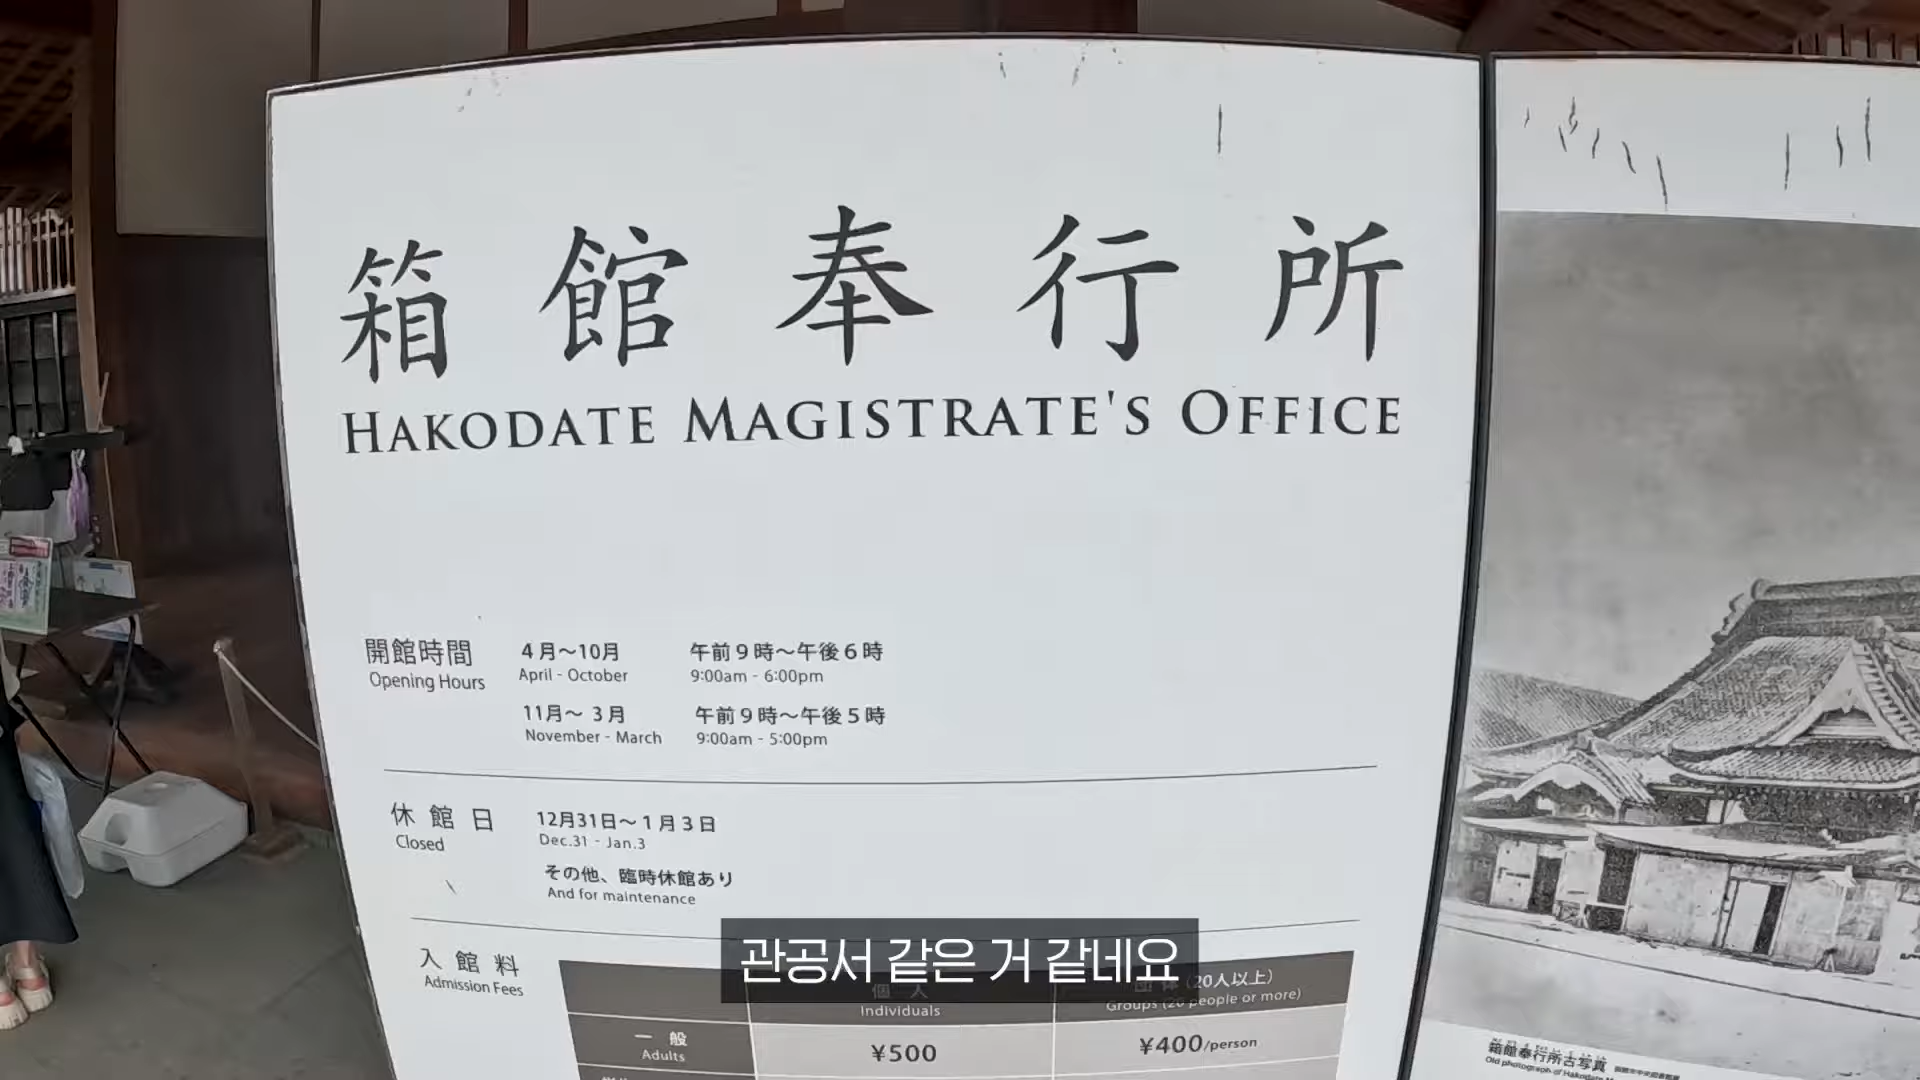 箱館奉行所
HAKODATE MAGISTRATE'S OFFICE
開館時間 4月～10月 午前9時～午後6時
Opening Hours April - October 9:00am - 6:00pm
11月～3月 午前9時～午後5時
November - March 9:00am - 5:00pm
休館日 12月31日～1月3日
Closed Dec.31 - Jan.3
その他、臨時休館あり
And for maintenance
入館料
Admission Fees
個人 団体(20人以上)
Individuals Groups (20 people or more)
一般 ¥500 ¥400/person
Adults
관공서 같은 거 같네요
箱館奉行所古写真
Old photograph of Hakodate